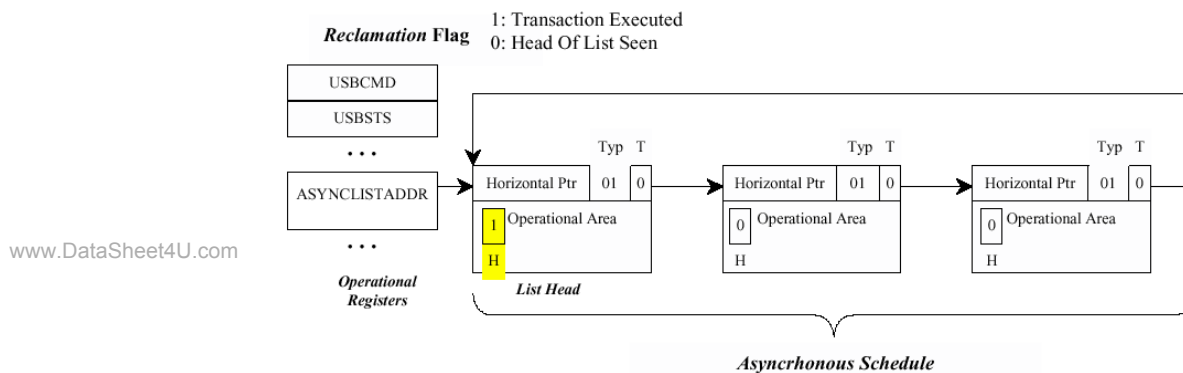 Reclamation Flag
1: Transaction Executed
0: Head Of List Seen
USBCMD
USBSTS
• • •
ASYNCLISTADDR
• • •
Operational
Registers
Typ T
Horizontal Ptr 01 0
1 Operational Area
H
List Head
Typ T
Horizontal Ptr 01 0
0 Operational Area
H
Typ T
Horizontal Ptr 01 0
0 Operational Area
H
Asyncrhonous Schedule
www.DataSheet4U.com